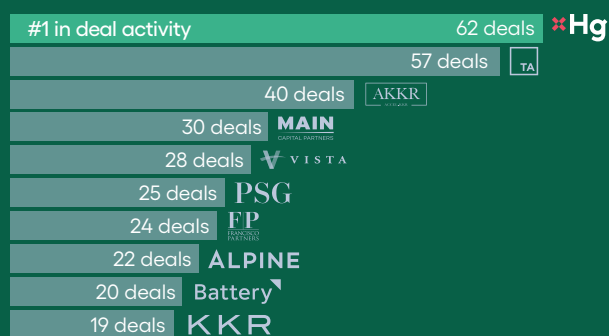 #1 in deal activity 62 deals Hg
57 deals TA
40 deals AKKR
30 deals MAIN
CAPITAL PARTNERS
28 deals VISTA
25 deals PSG
24 deals FP
FRANCISCO
PARTNERS
22 deals ALPINE
20 deals Battery
19 deals KKR